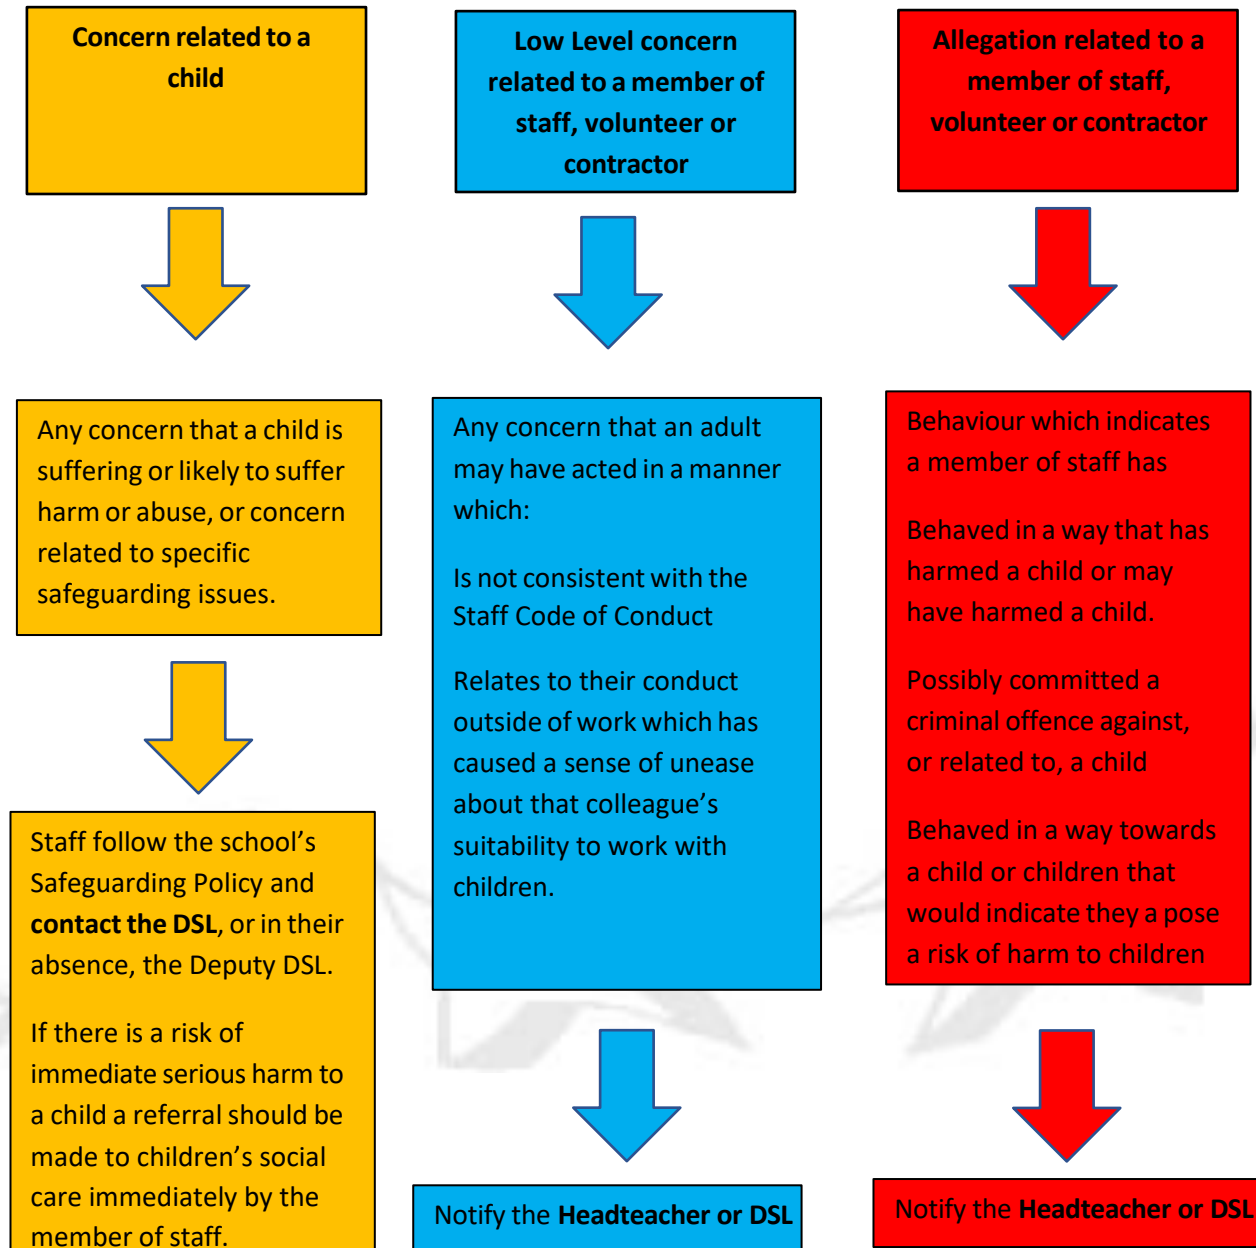 Concern related to a
child
Any concern that a child is
suffering or likely to suffer
harm or abuse, or concern
related to specific
safeguarding issues.
Staff follow the school’s
Safeguarding Policy and
contact the DSL, or in their
absence, the Deputy DSL.
If there is a risk of
immediate serious harm to
a child a referral should be
made to children’s social
care immediately by the
member of staff.
Low Level concern
related to a member of
staff, volunteer or
contractor
Any concern that an adult
may have acted in a manner
which:
Is not consistent with the
Staff Code of Conduct
Relates to their conduct
outside of work which has
caused a sense of unease
about that colleague’s
suitability to work with
children.
Notify the Headteacher or DSL
Allegation related to a
member of staff,
volunteer or contractor
Behaviour which indicates
a member of staff has
Behaved in a way that has
harmed a child or may
have harmed a child.
Possibly committed a
criminal offence against,
or related to, a child
Behaved in a way towards
a child or children that
would indicate they a pose
a risk of harm to children
Notify the Headteacher or DSL